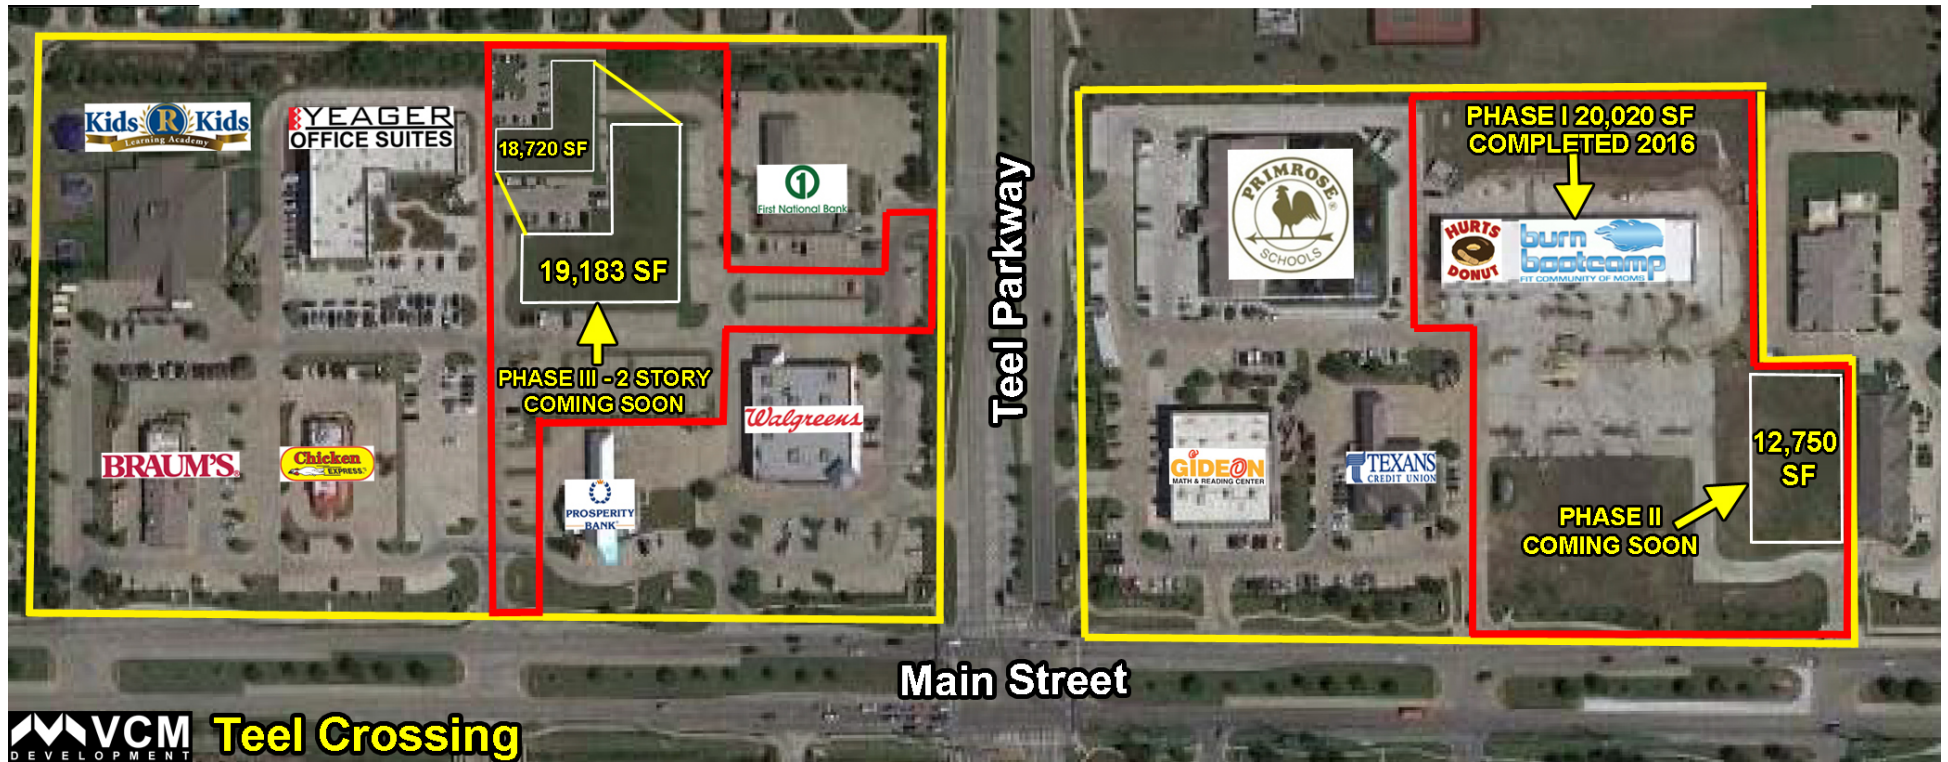 Kids R Kids
Learning Academy
YEAGER
OFFICE SUITES
18,720 SF
19,183 SF
PHASE III - 2 STORY
COMING SOON
1
First National Bank
BRAUM'S®
Chicken
EXPRESS
PROSPERITY
BANK
Walgreens
Teel Parkway
PRIMROSE®
SCHOOLS
PHASE I 20,020 SF
COMPLETED 2016
HURTS
DONUT
burn
bootcamp
FIT COMMUNITY OF MOMS
GIDEON
MATH & READING CENTER
TEXANS
CREDIT UNION
12,750
SF
PHASE II
COMING SOON
Main Street
VCM
DEVELOPMENT
Teel Crossing